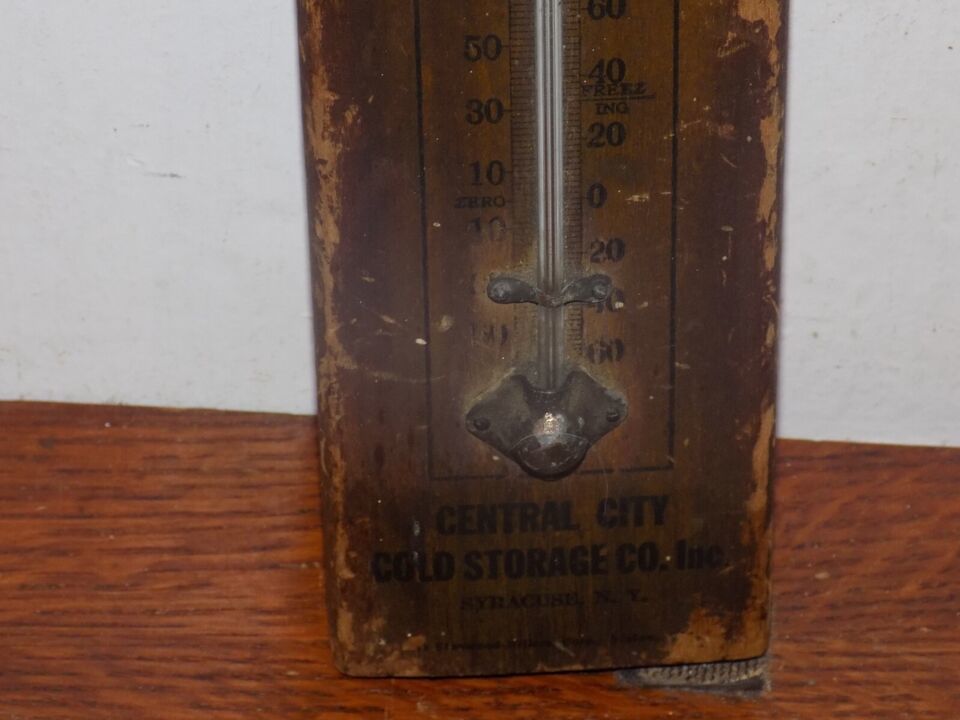 60
50
40
FREEZ
30
ING
20
10
0
ZERO
10
20
40
60
CENTRAL CITY
COLD STORAGE CO. Inc.
SYRACUSE, N. Y.